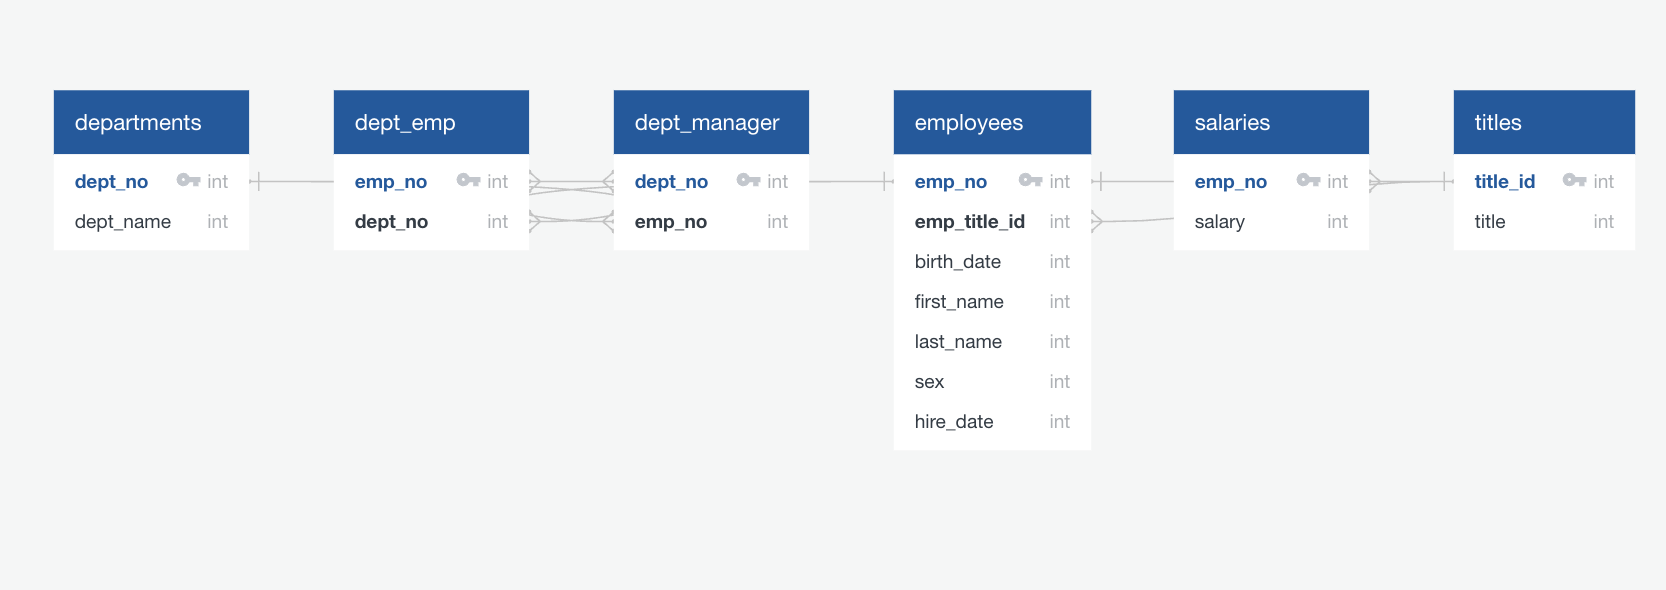 departments
dept_no int
dept_name int
dept_emp
emp_no int
dept_no int
dept_manager
dept_no int
emp_no int
employees
emp_no int
emp_title_id int
birth_date int
first_name int
last_name int
sex int
hire_date int
salaries
emp_no int
salary int
titles
title_id int
title int